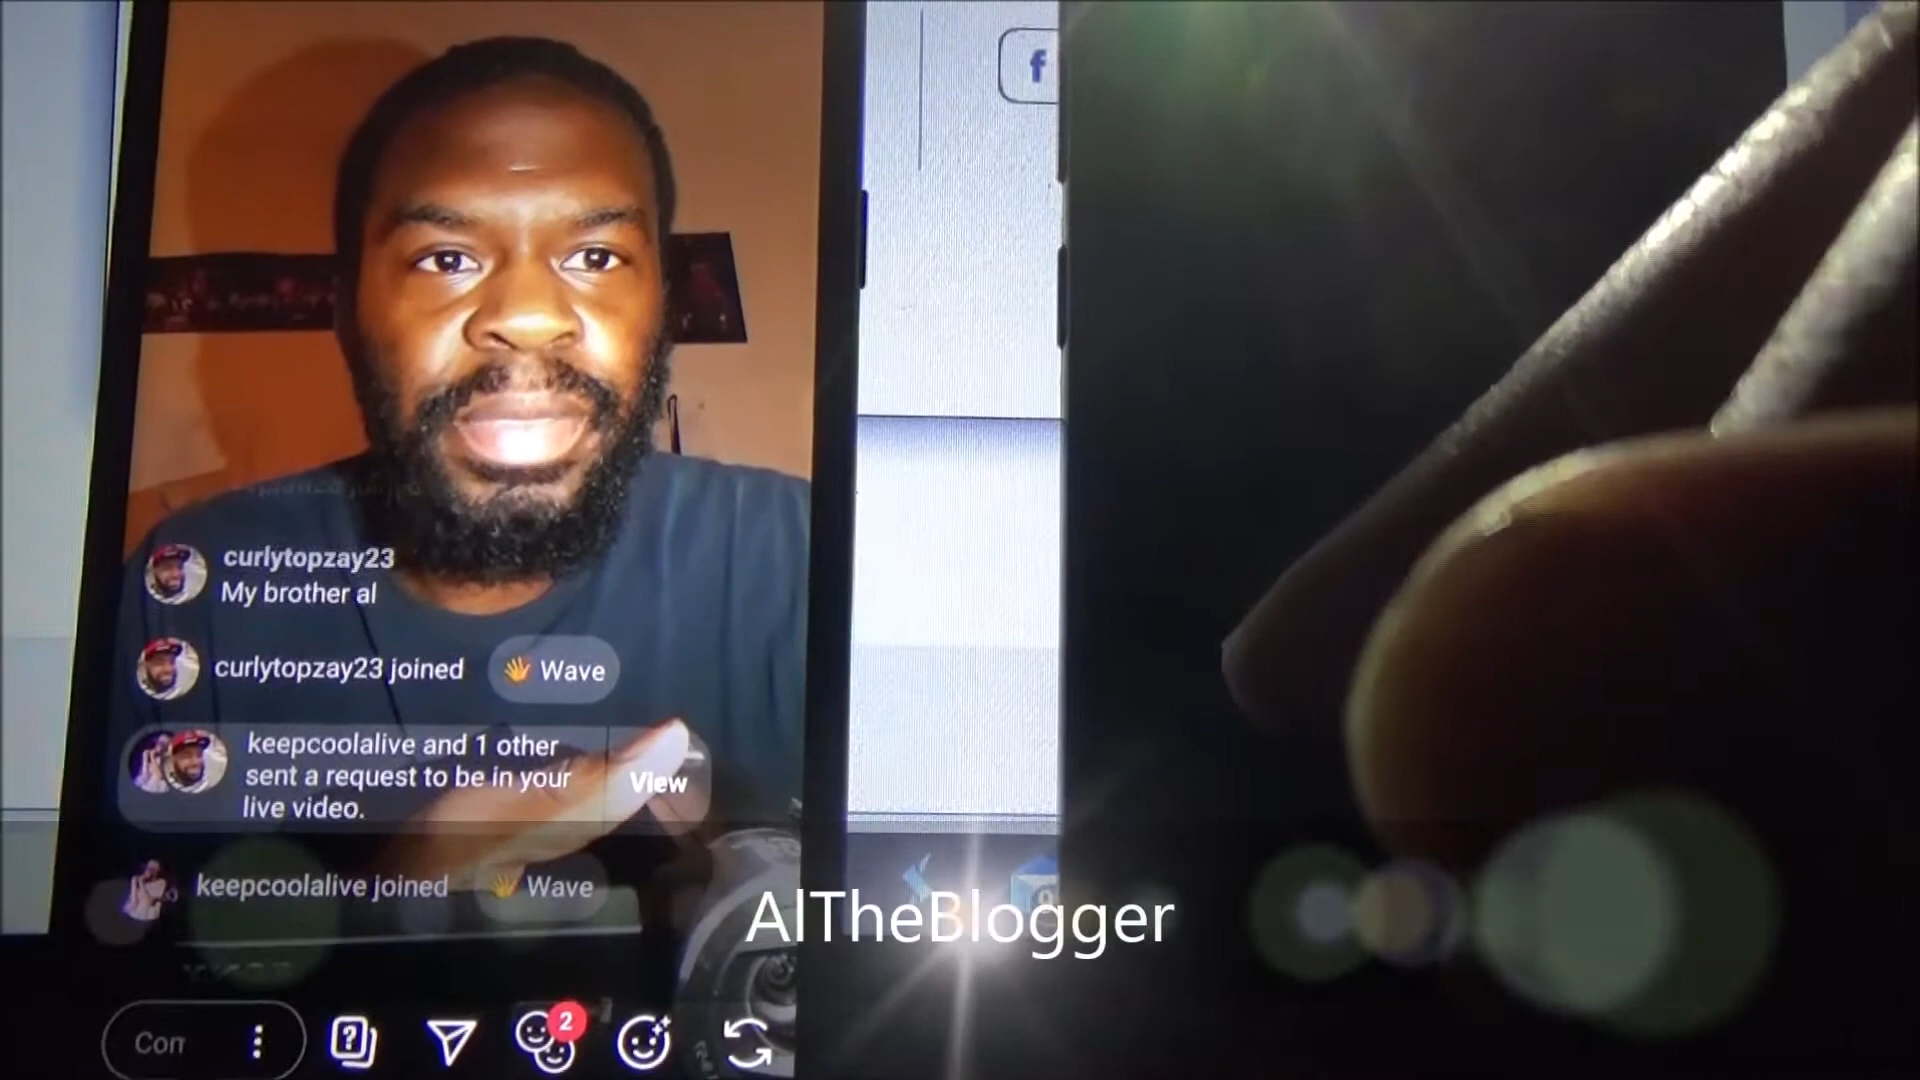 f
curlytopzay23
My brother al
curlytopzay23 joined
Wave
keepcoolalive and 1 other
sent a request to be in your
live video.
View
keepcoolalive joined
Wave
AlTheBlogger
Com
?
2